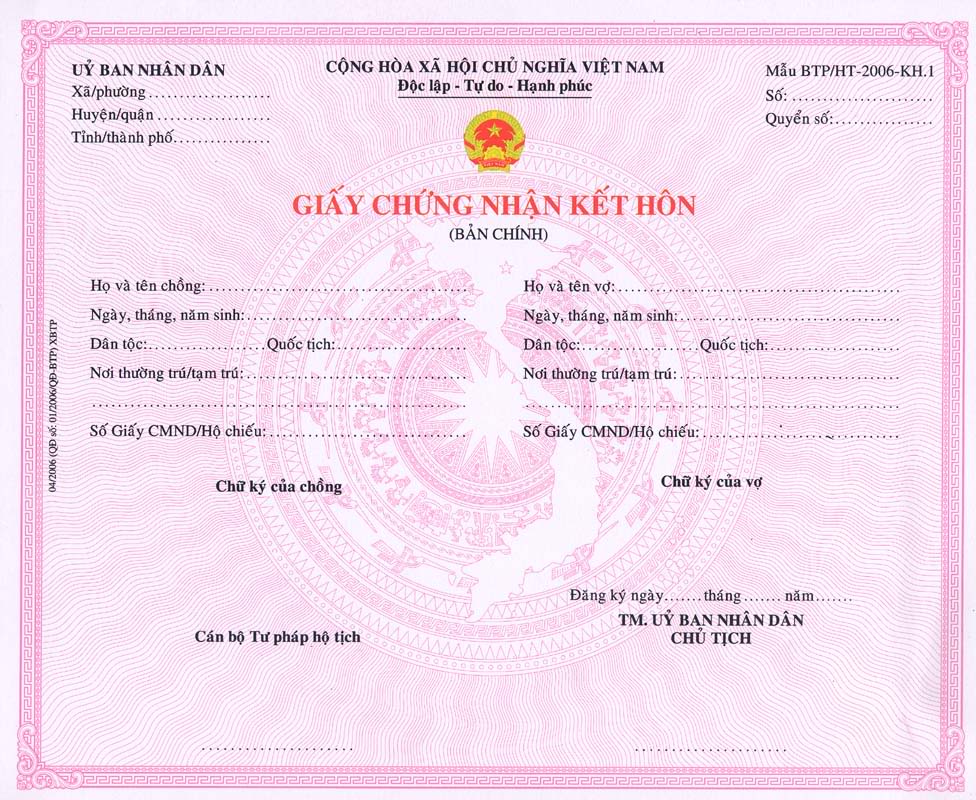 UỶ BAN NHÂN DÂN
Xã/phường.....................
Huyện/quận...................
Tỉnh/thành phố.................
CỘNG HÒA XÃ HỘI CHỦ NGHĨA VIỆT NAM
Độc lập - Tự do - Hạnh phúc
Mẫu BTP/HT-2006-KH.1
Số: ........................
Quyển số:.................
GIẤY CHỨNG NHẬN KẾT HÔN
(BẢN CHÍNH)
Họ và tên chồng:.............................................
Ngày, tháng, năm sinh:......................................
Dân tộc:....................Quốc tịch:......................
Nơi thường trú/tạm trú:......................................
.................................................................
Số Giấy CMND/Hộ chiếu:..................................
Chữ ký của chồng
Họ và tên vợ:.................................................
Ngày, tháng, năm sinh:......................................
Dân tộc:....................Quốc tịch:......................
Nơi thường trú/tạm trú:......................................
.................................................................
Số Giấy CMND/Hộ chiếu:..................................
Chữ ký của vợ
Đăng ký ngày.......tháng.......năm......
TM. UỶ BAN NHÂN DÂN
CHỦ TỊCH
Cán bộ Tư pháp hộ tịch
..........................
..........................
04/2006 (QĐ số: 01/2006/QĐ-BTP) XBTP